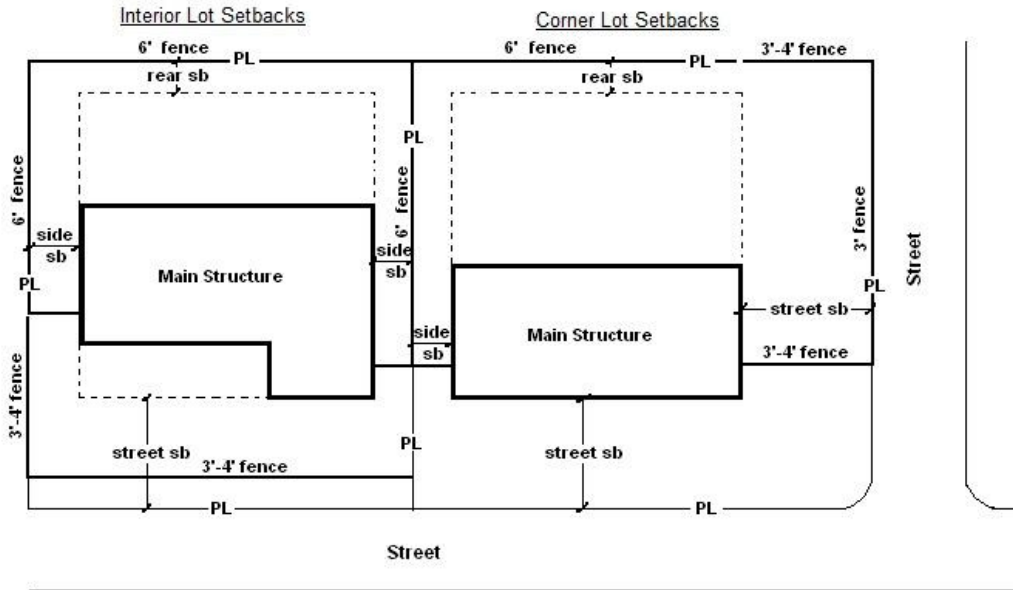 Interior Lot Setbacks
Corner Lot Setbacks
6' fence
PL
rear sb
6' fence
PL
3'-4' fence
rear sb
PL
6' fence
6' fence
3' fence
side
sb
side
sb
PL
Main Structure
Street
PL
street sb
side
sb
Main Structure
3'-4' fence
3'-4' fence
PL
street sb
street sb
3'-4' fence
PL
PL
Street